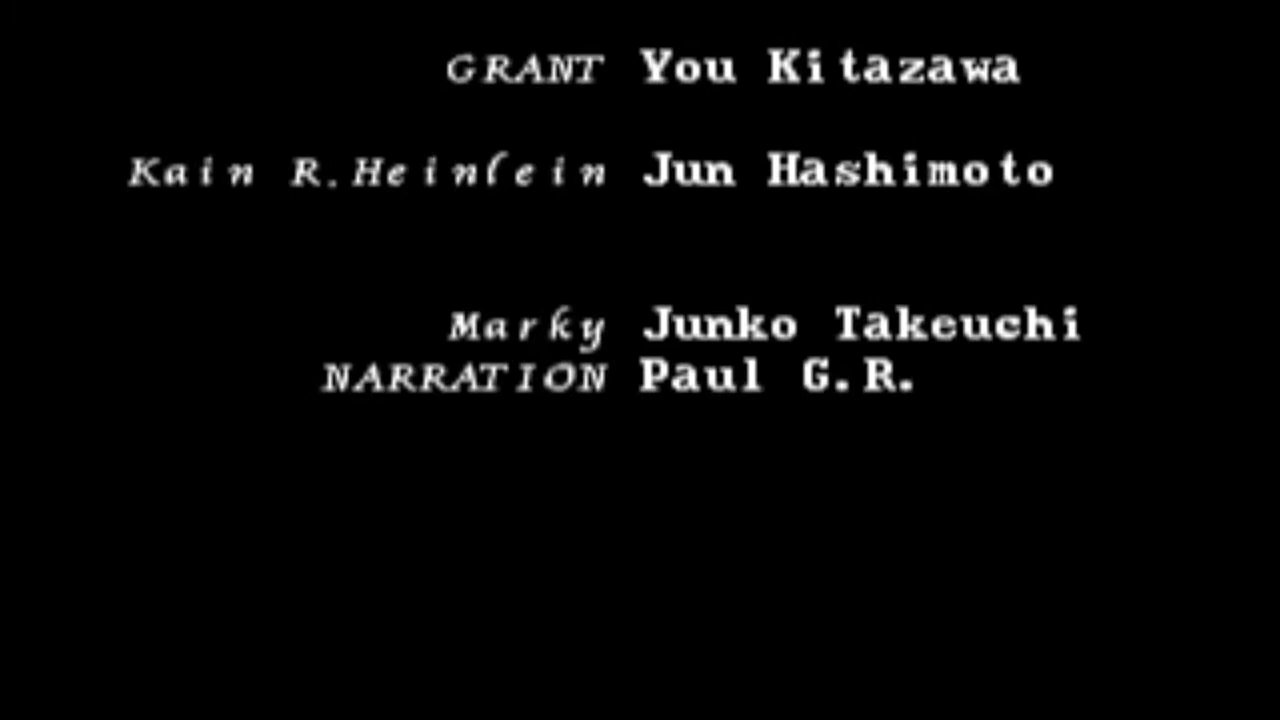 GRANT You Kitazawa
Kain R.Heinlein Jun Hashimoto
Marky Junko Takeuchi
NARRATION Paul G.R.